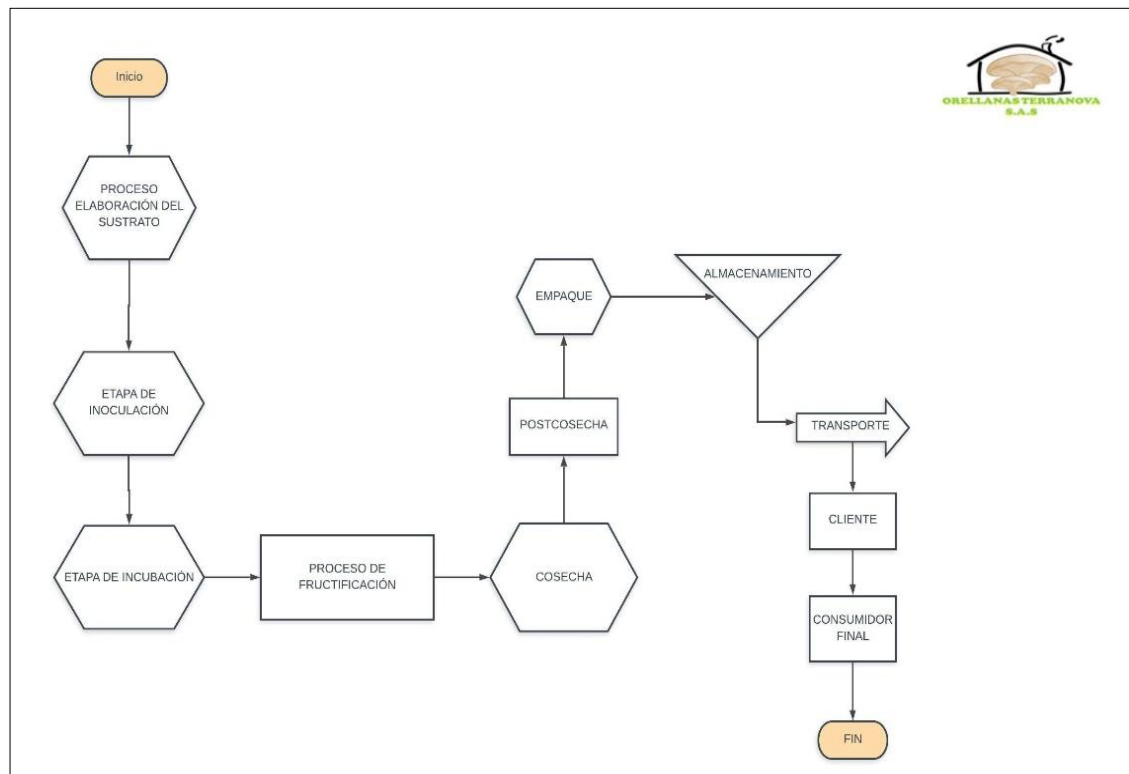 Inicio
ORELLANAS TERRANOVA
S.A.S
PROCESO
ELABORACIÓN DEL
SUSTRATO
ETAPA DE
INOCULACIÓN
ETAPA DE INCUBACIÓN
PROCESO DE
FRUCTIFICACIÓN
COSECHA
POSTCOSECHA
EMPAQUE
ALMACENAMIENTO
TRANSPORTE
CLIENTE
CONSUMIDOR
FINAL
FIN